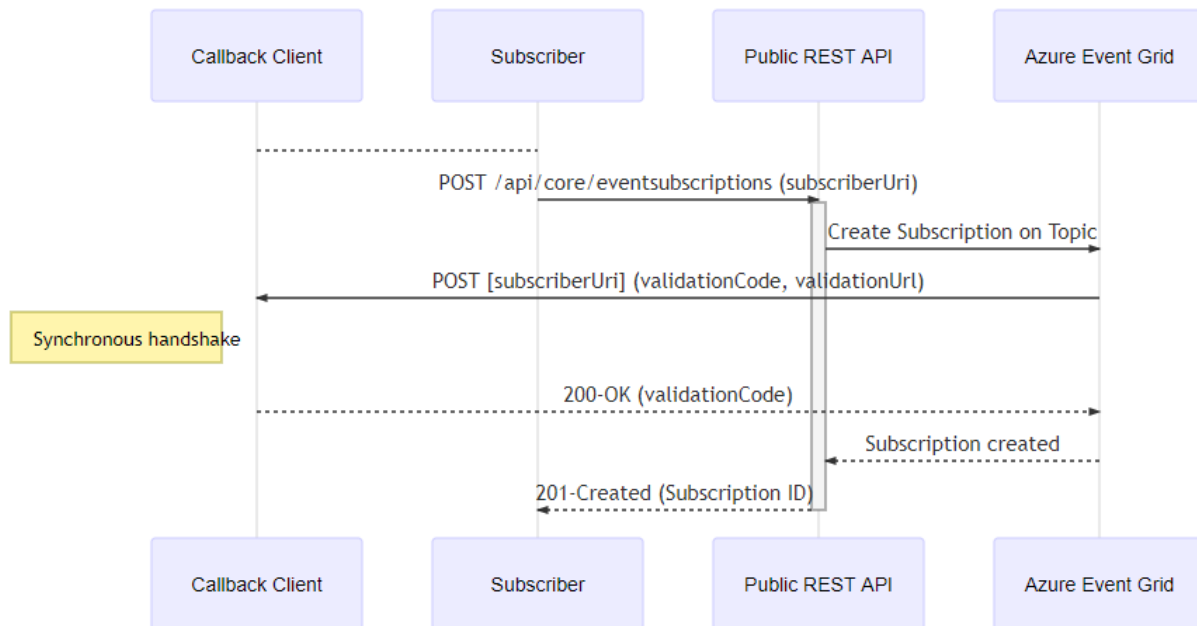 Callback Client
Subscriber
Public REST API
Azure Event Grid
POST /api/core/eventsubscriptions (subscriberUri)
Create Subscription on Topic
POST [subscriberUri] (validationCode, validationUrl)
Synchronous handshake
200-OK (validationCode)
Subscription created
201-Created (Subscription ID)
Callback Client
Subscriber
Public REST API
Azure Event Grid